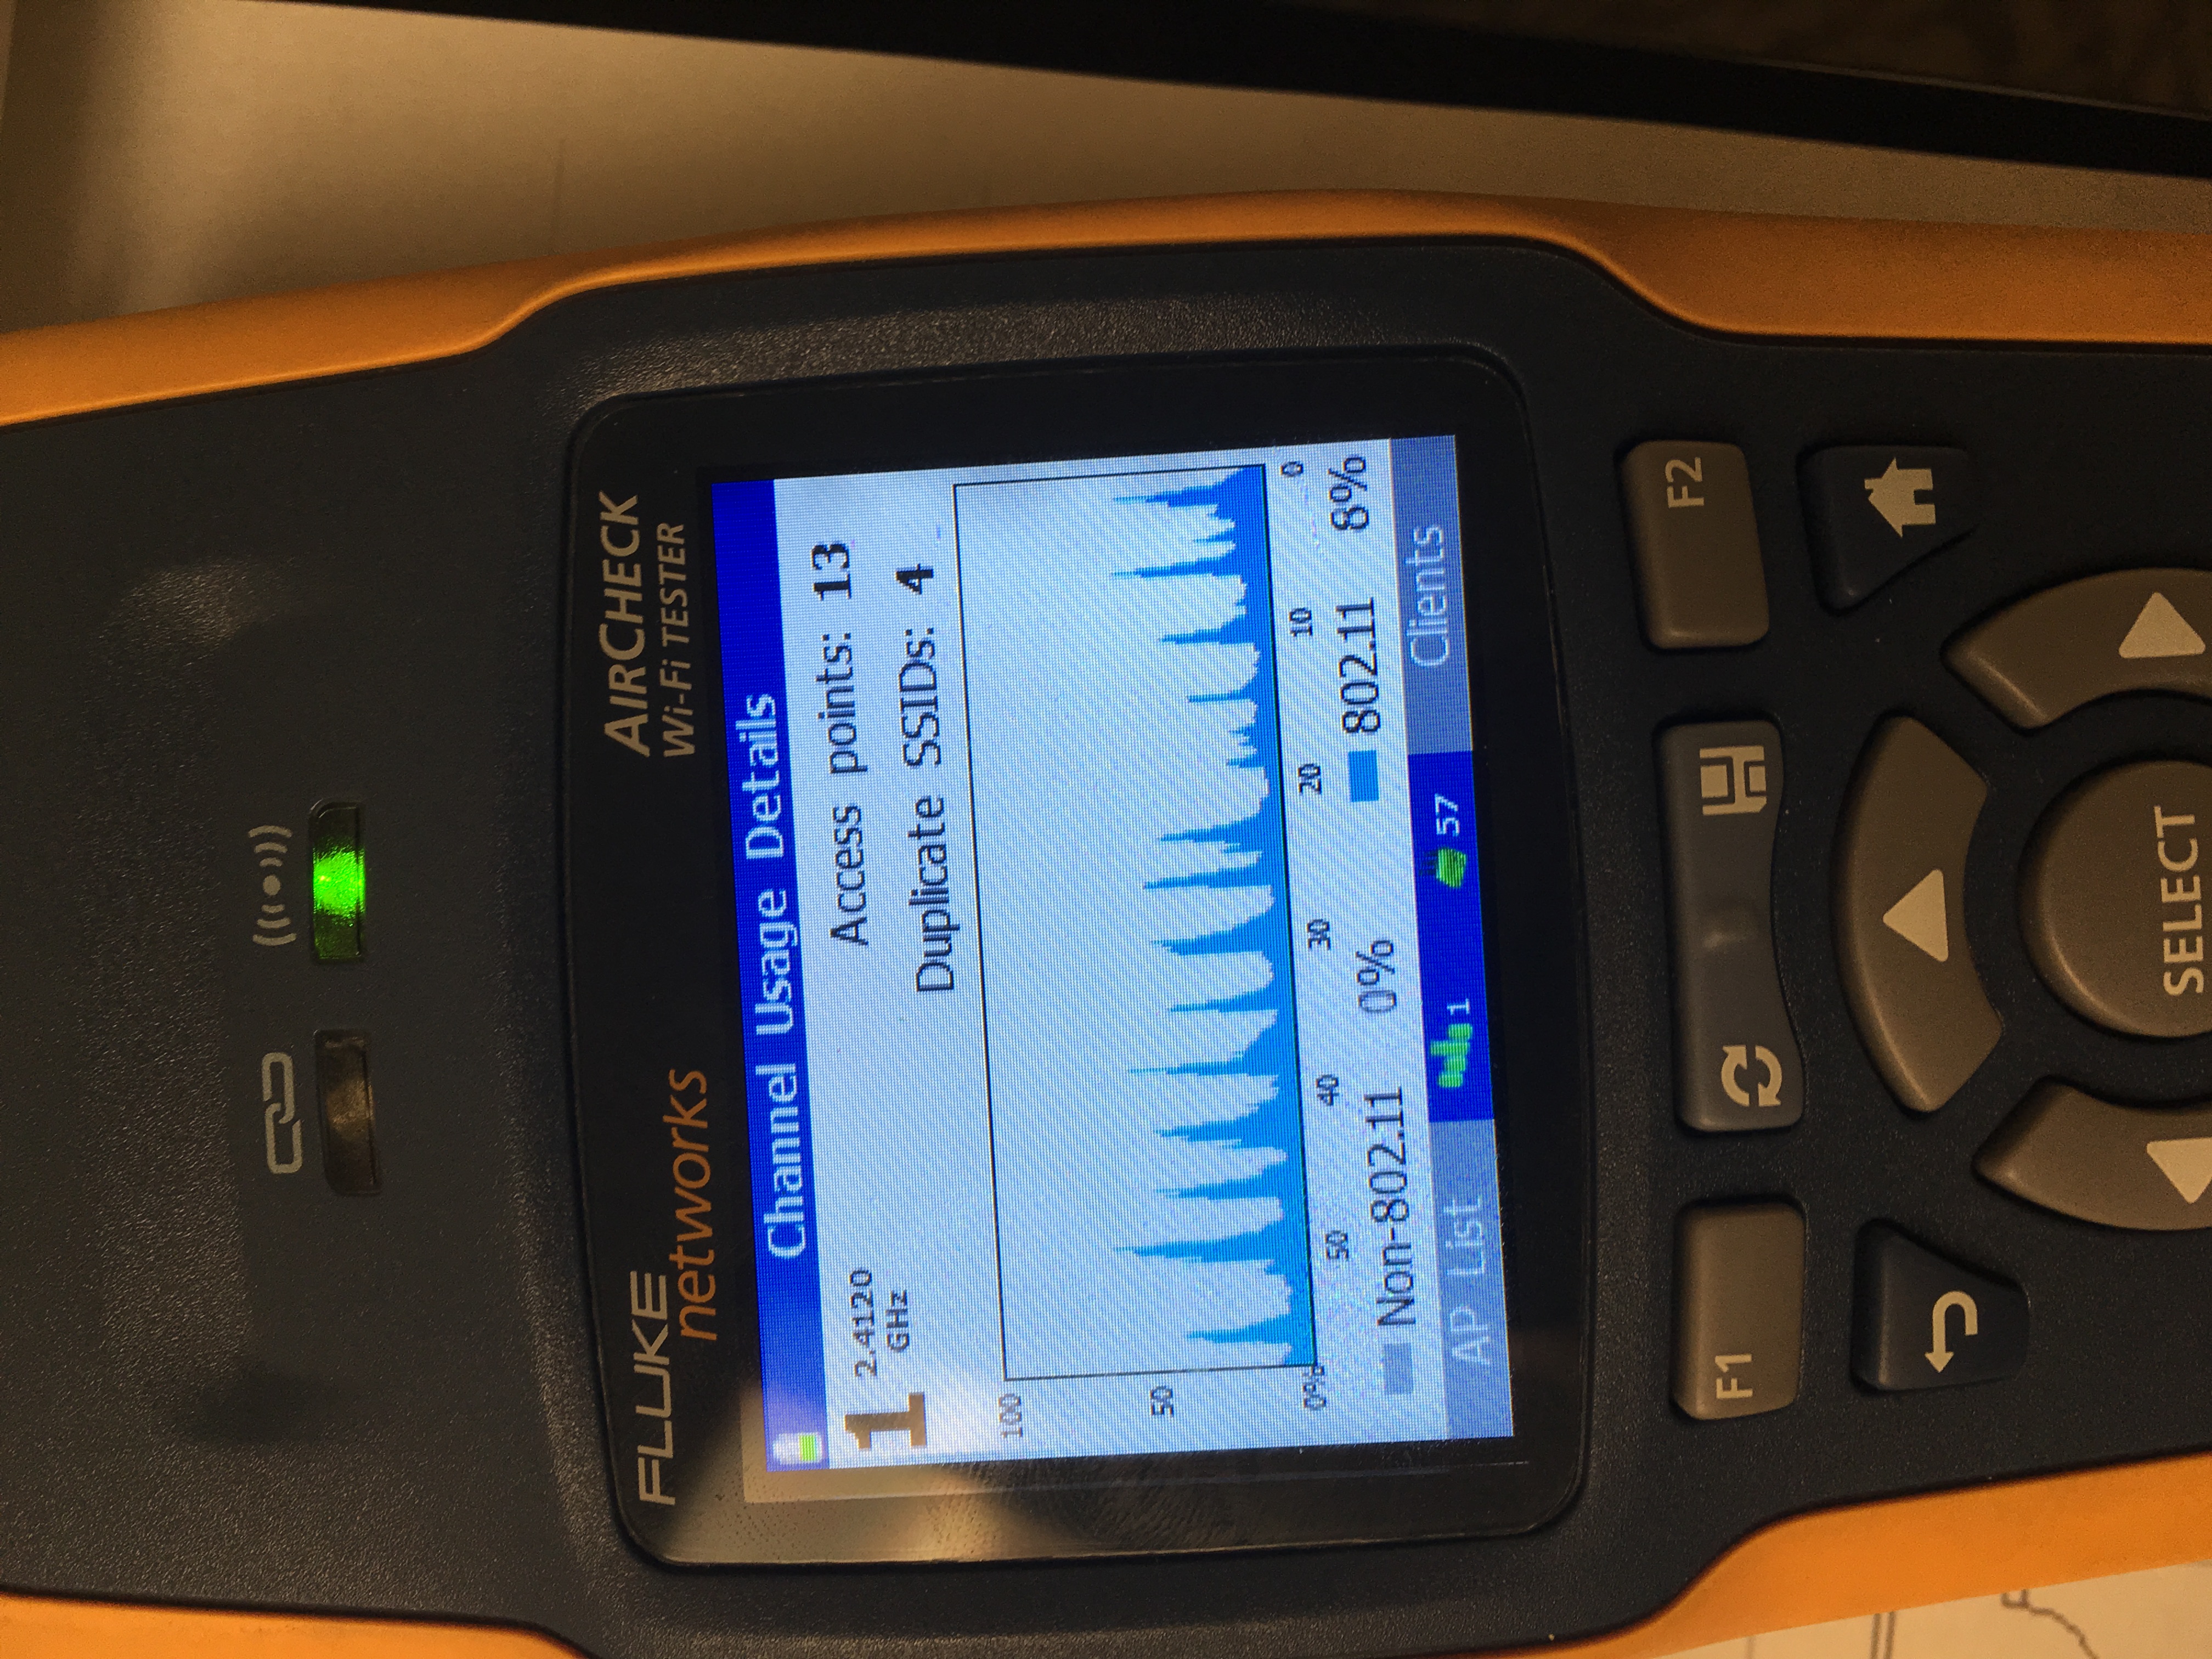 FLUKE
networks
AIRCHECK
Wi-Fi TESTER
Channel Usage Details
1 2.4120 GHz
Access points: 13
Duplicate SSIDs: 4
100
50
0%
50 40 30 20 10 0
Non-802.11 0% 802.11 8%
AP List 1 57 Clients
F1
F2
SELECT